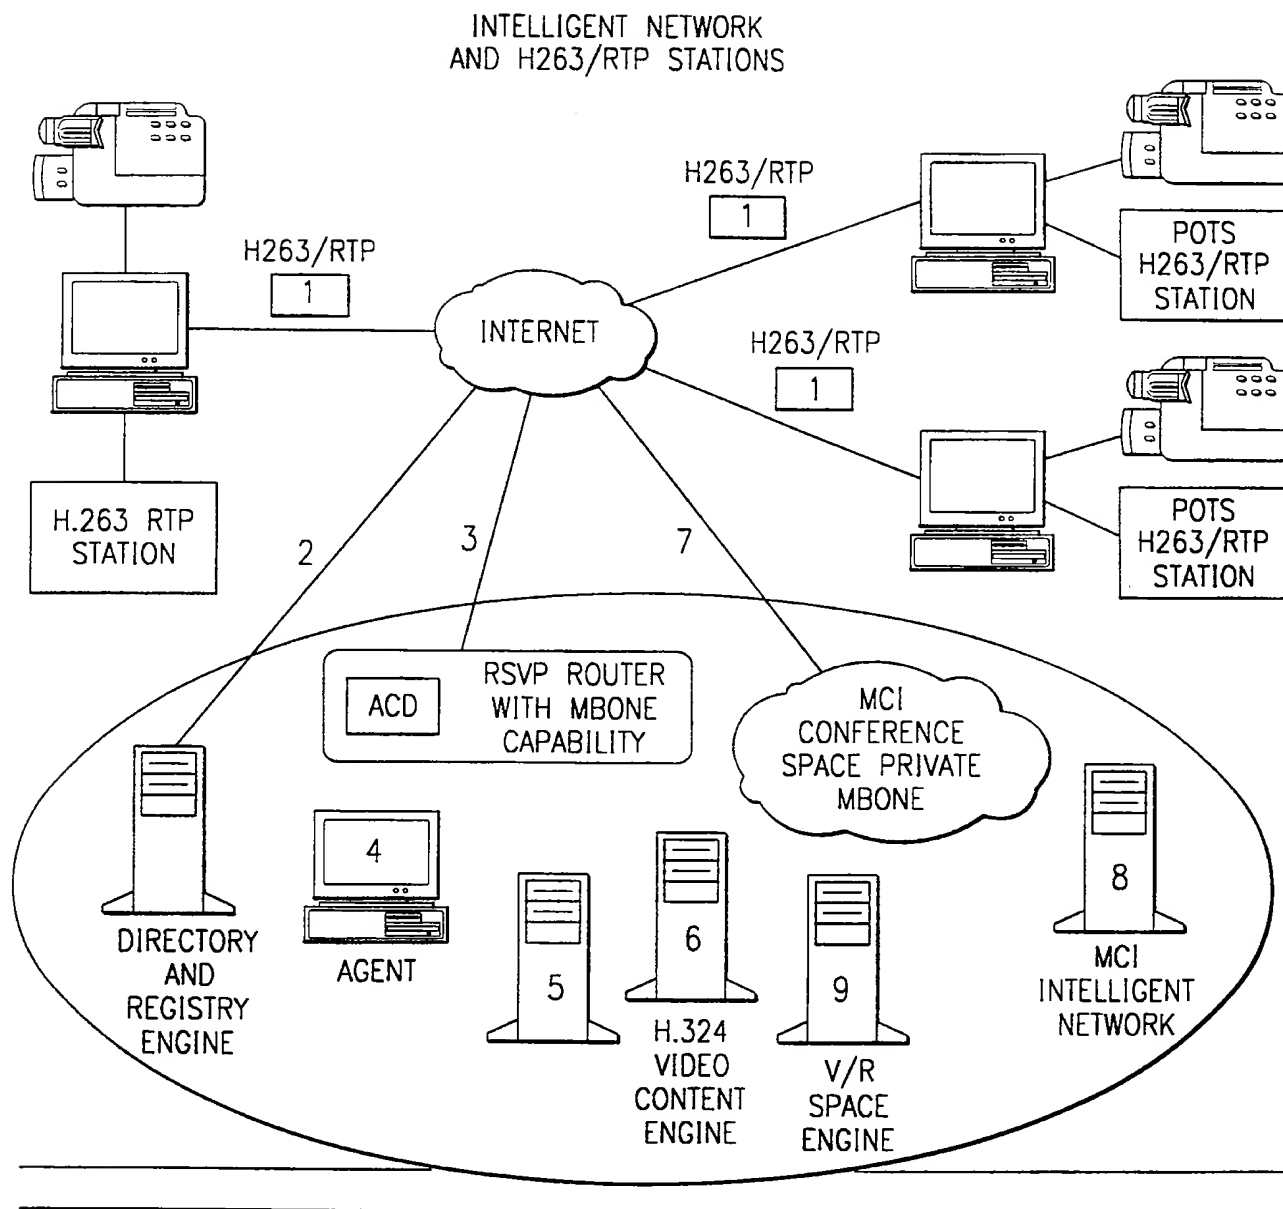 INTELLIGENT NETWORK
AND H263/RTP STATIONS
H263/RTP
1
H263/RTP
1
POTS
H263/RTP
STATION
INTERNET
H263/RTP
1
H.263 RTP
STATION
POTS
H263/RTP
STATION
2
3
7
ACD
RSVP ROUTER
WITH MBONE
CAPABILITY
MCI
CONFERENCE
SPACE PRIVATE
MBONE
DIRECTORY
AND
REGISTRY
ENGINE
4
AGENT
5
6
H.324
VIDEO
CONTENT
ENGINE
9
V/R
SPACE
ENGINE
8
MCI
INTELLIGENT
NETWORK